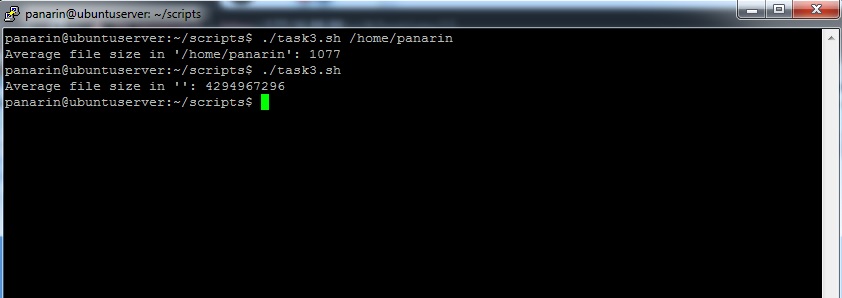 panarin@ubuntuserver: ~/scripts
panarin@ubuntuserver:~/scripts$ ./task3.sh /home/panarin
Average file size in '/home/panarin': 1077
panarin@ubuntuserver:~/scripts$ ./task3.sh
Average file size in '': 4294967296
panarin@ubuntuserver:~/scripts$